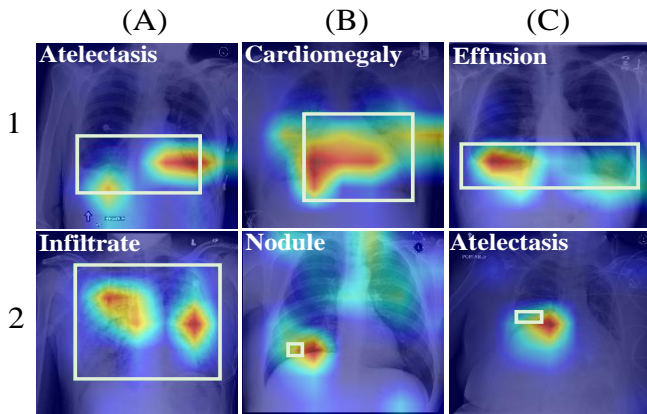 (A) (B) (C)
1
Atelectasis Cardiomegaly Effusion
2
Infiltrate Nodule Atelectasis
L